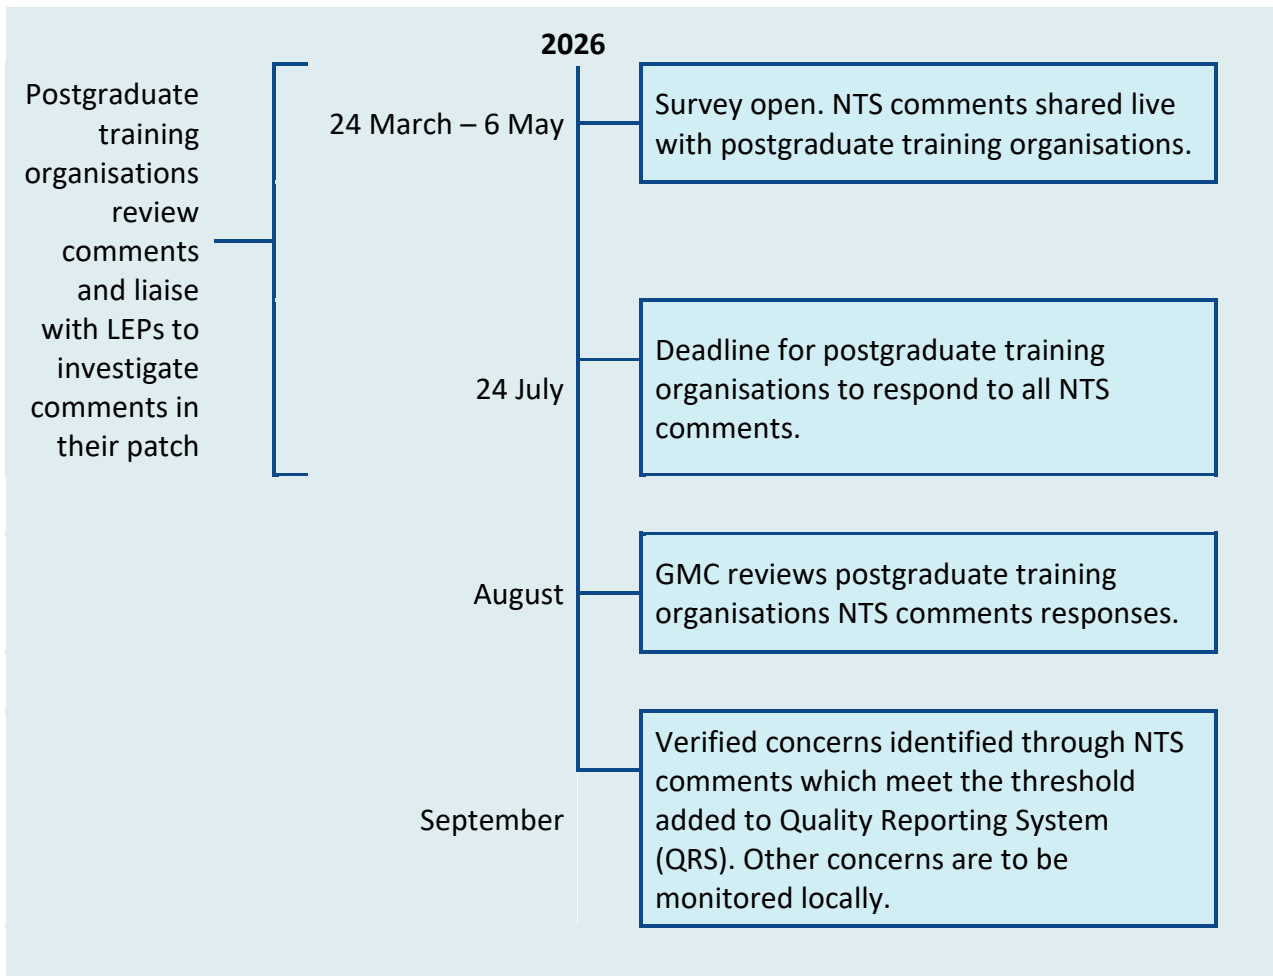 2026
Postgraduate
training
organisations
review
comments
and liaise
with LEPs to
investigate
comments in
their patch
24 March – 6 May
Survey open. NTS comments shared live
with postgraduate training organisations.
24 July
Deadline for postgraduate training
organisations to respond to all NTS
comments.
August
GMC reviews postgraduate training
organisations NTS comments responses.
September
Verified concerns identified through NTS
comments which meet the threshold
added to Quality Reporting System
(QRS). Other concerns are to be
monitored locally.